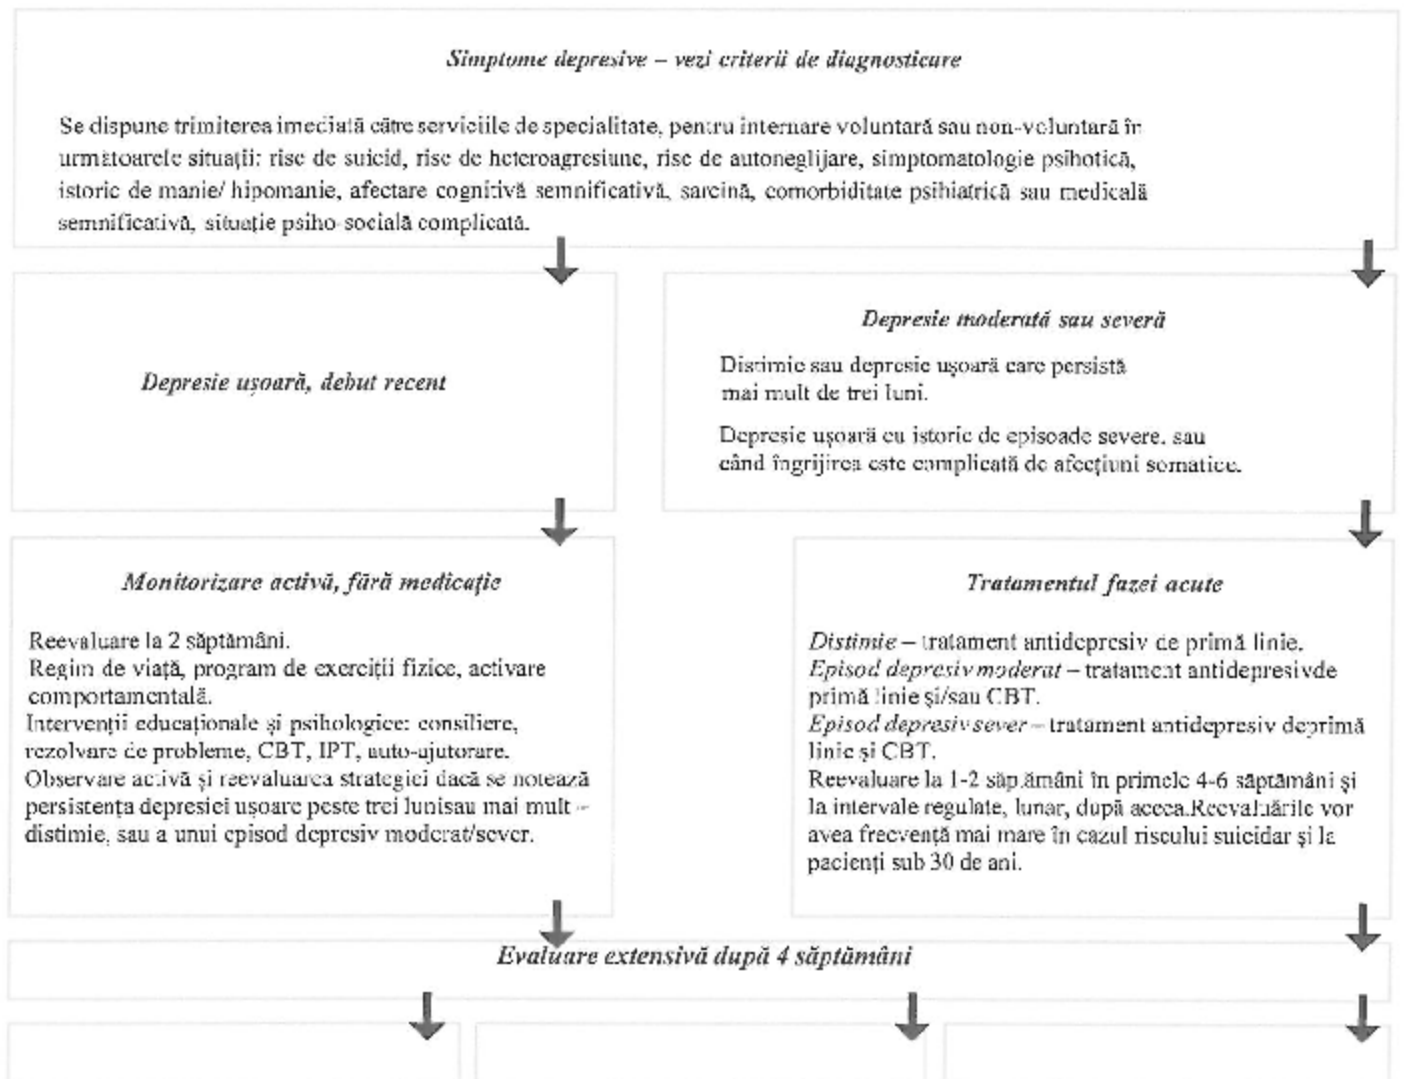 Simptome depresive – vezi criterii de diagnosticare
Se dispune trimiterea imediată către serviciile de specialitate, pentru internare voluntară sau non-voluntară în
următoarele situații: risc de suicid, risc de heteroagresiune, risc de autoneglijare, simptomatologie psihotică,
istoric de manie/ hipomanie, afectare cognitivă semnificativă, sarcină, comorbiditate psihiatrică sau medicală
semnificativă, situație psiho-socială complicată.
Depresie ușoară, debut recent
Depresie moderată sau severă
Distimie sau depresie ușoară care persistă
mai mult de trei luni.
Depresie ușoară cu istoric de episoade severe, sau
când îngrijirea este complicată de afecțiuni somatice.
Monitorizare activă, fără medicație
Reevaluare la 2 săptămâni.
Regim de viață, program de exerciții fizice, activare
comportamentală.
Intervenții educaționale și psihologice: consiliere,
rezolvare de probleme, CBT, IPT, auto-ajutorare.
Observare activă și reevaluarea strategiei dacă se notează
persistența depresiei ușoare peste trei lunisau mai mult –
distimie, sau a unui episod depresiv moderat/sever.
Tratamentul fazei acute
Distimie – tratament antidepresiv de primă linie.
Episod depresiv moderat – tratament antidepresivde
primă linie și/sau CBT.
Episod depresiv sever – tratament antidepresiv deprimă
linie și CBT.
Reevaluare la 1-2 săptămâni în primele 4-6 săptămâni și
la intervale regulate, lunar, după aceea.Reevaluările vor
avea frecvență mai mare în cazul riscului suicidar și la
pacienți sub 30 de ani.
Evaluare extensivă după 4 săptămâni